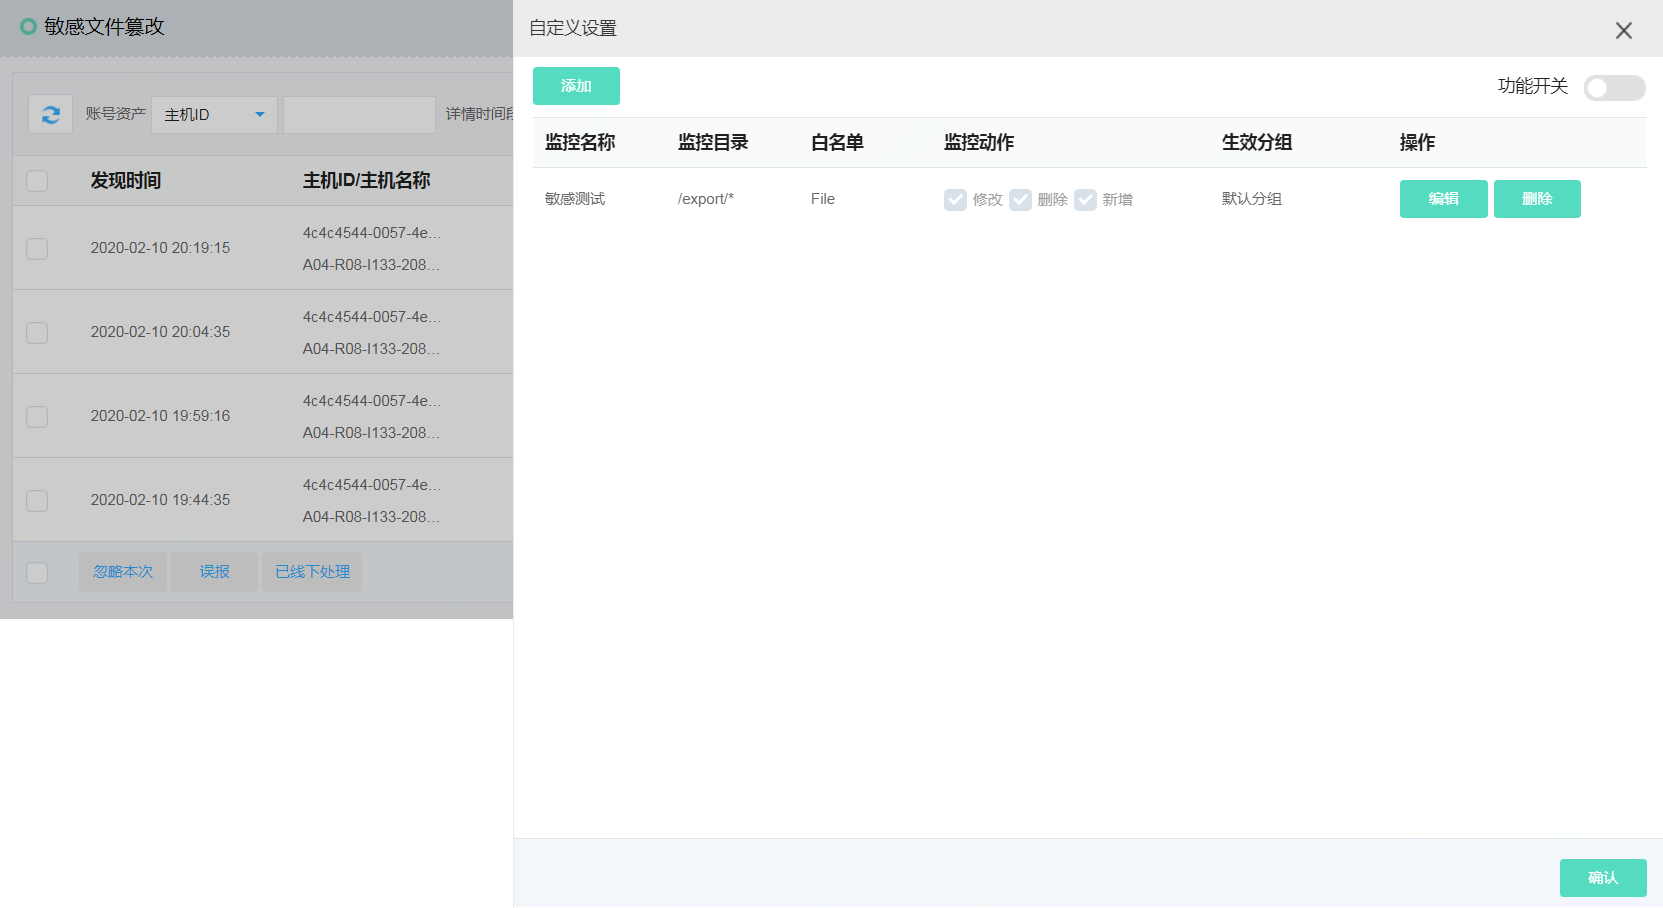 敏感文件篡改
账号资产
主机ID
详情时间段
发现时间
主机ID/主机名称
2020-02-10 20:19:15
4c4c4544-0057-4e...
A04-R08-I133-208...
2020-02-10 20:04:35
4c4c4544-0057-4e...
A04-R08-I133-208...
2020-02-10 19:59:16
4c4c4544-0057-4e...
A04-R08-I133-208...
2020-02-10 19:44:35
4c4c4544-0057-4e...
A04-R08-I133-208...
忽略本次 误报 已线下处理
自定义设置
添加
功能开关
监控名称 监控目录 白名单 监控动作 生效分组 操作
敏感测试 /export/* File 修改 删除 新增 默认分组 编辑 删除
确认